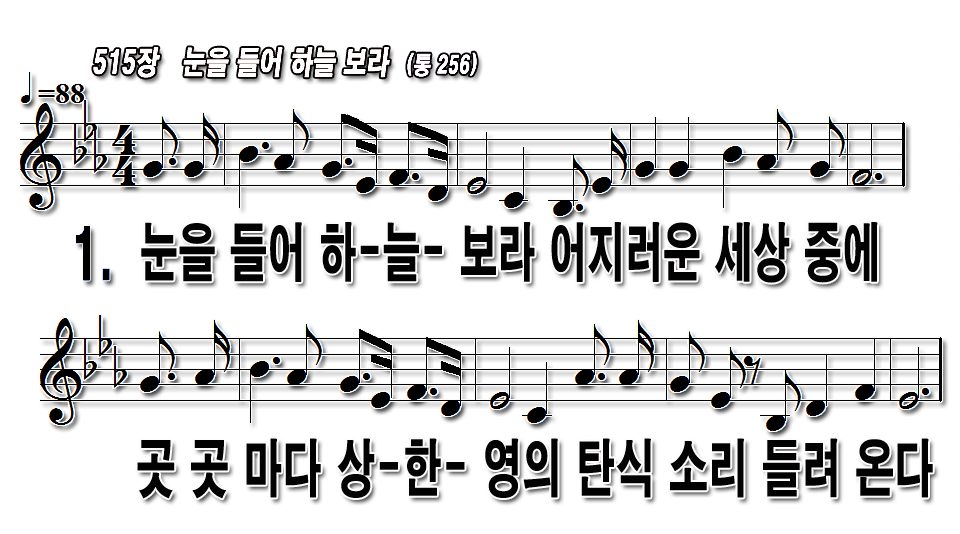 515장 눈을 들어 하늘 보라 (통 256)
♩=88
4
4
1. 눈을 들어 하-늘- 보라 어지러운 세상 중에
곳 곳 마다 상-한- 영의 탄식 소리 들려 온다